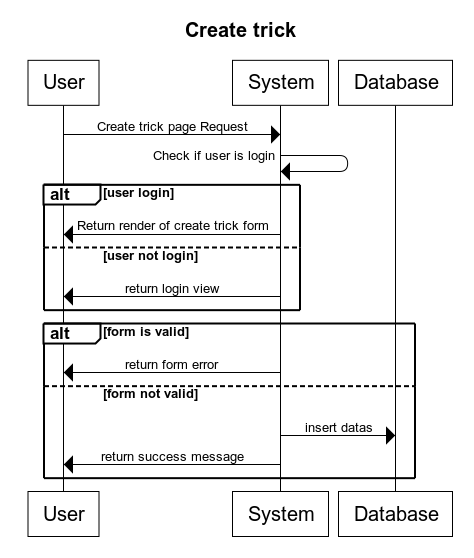 Create trick
User
System
Database
Create trick page Request
Check if user is login
alt
[user login]
Return render of create trick form
[user not login]
return login view
alt
[form is valid]
return form error
[form not valid]
insert datas
return success message
User
System
Database